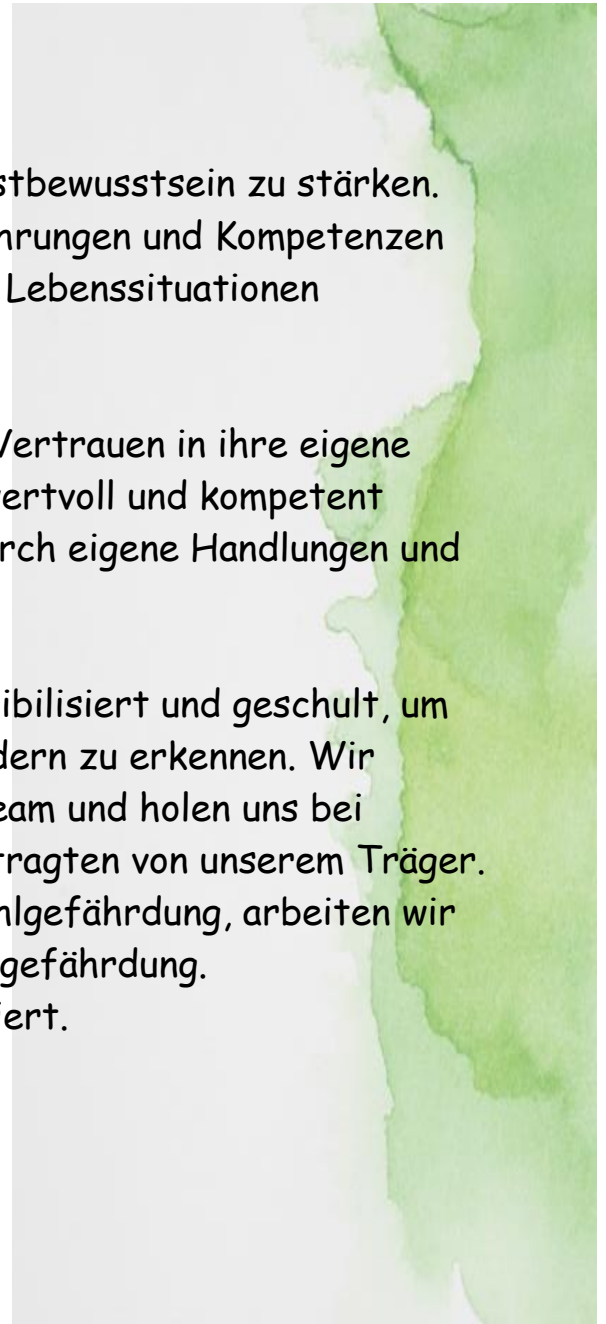 stbewusstsein zu stärken.
hrungen und Kompetenzen
Lebenssituationen
Vertrauen in ihre eigene
ertvoll und kompetent
rch eigene Handlungen und
ibilisiert und geschult, um
dern zu erkennen. Wir
eam und holen uns bei
tragten von unserem Träger.
hlgefährdung, arbeiten wir
gefährdung.
iert.